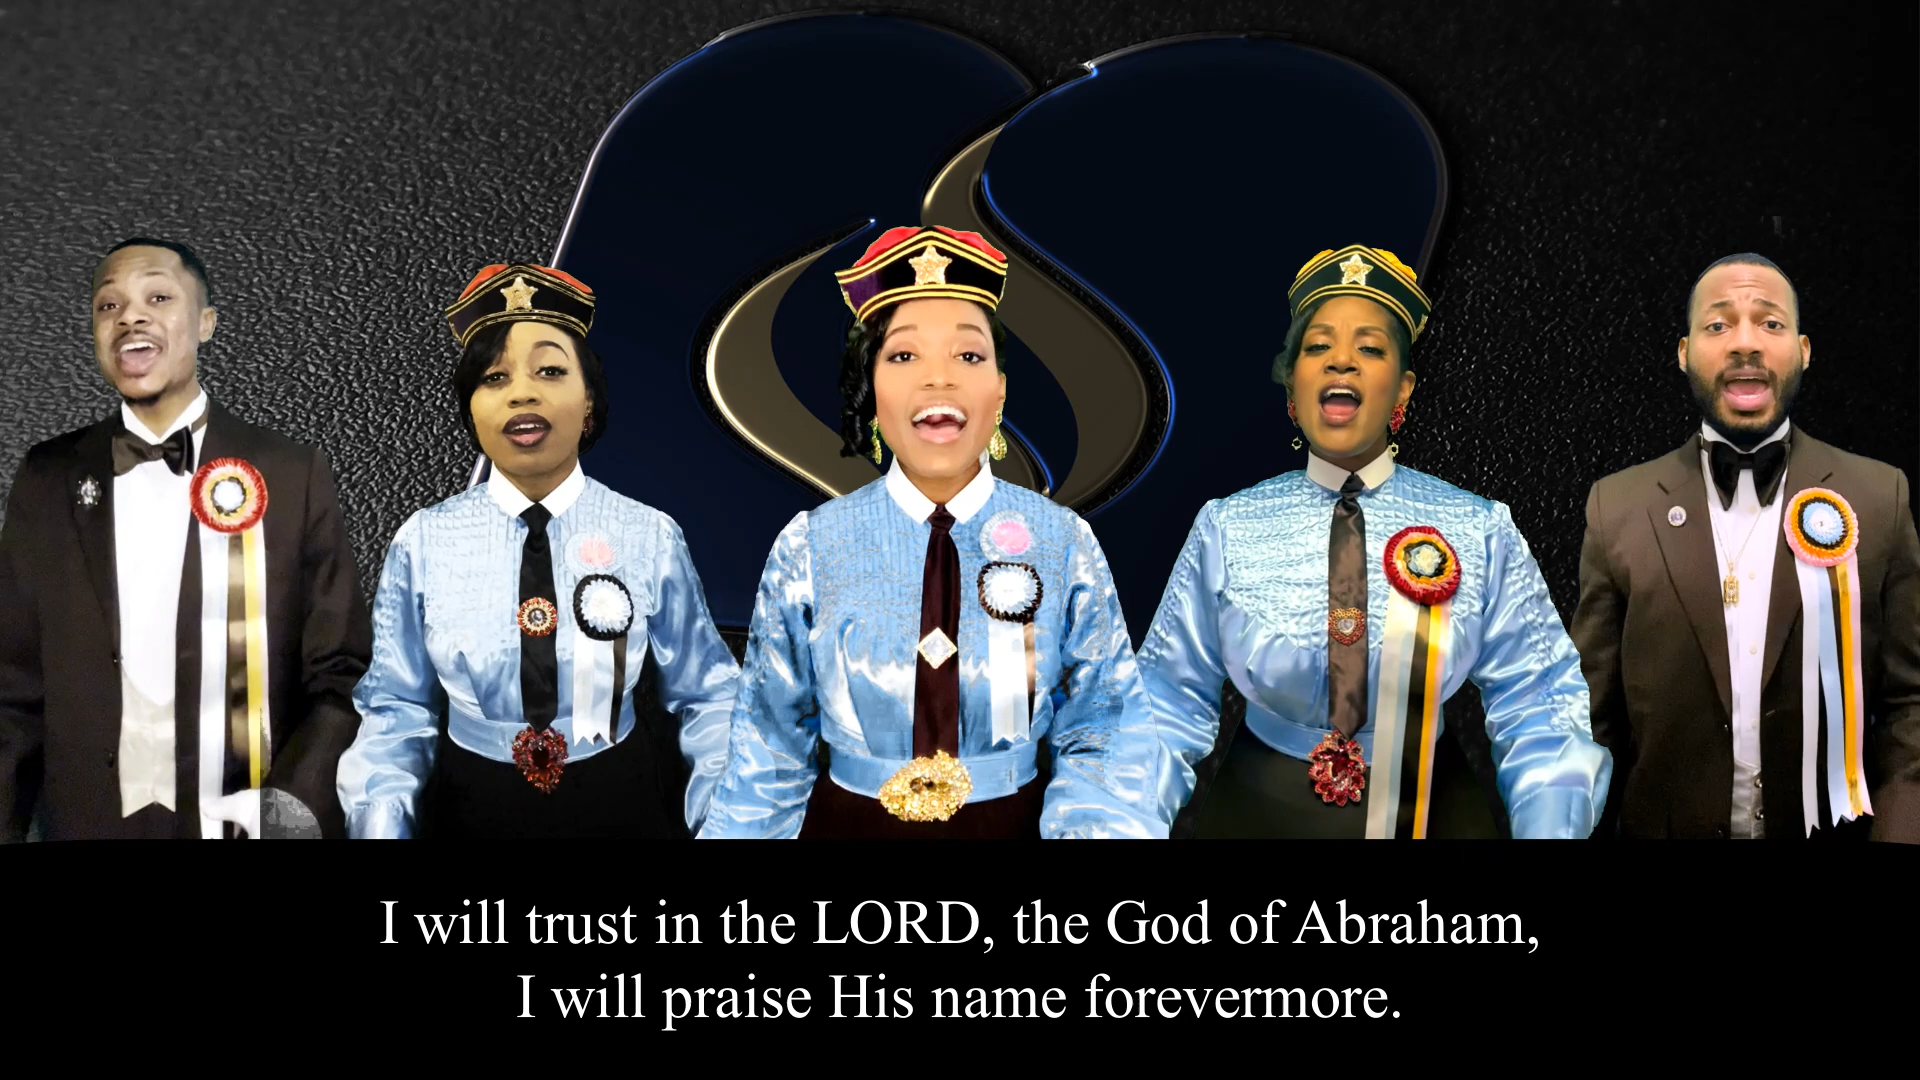 I will trust in the LORD, the God of Abraham,
I will praise His name forevermore.